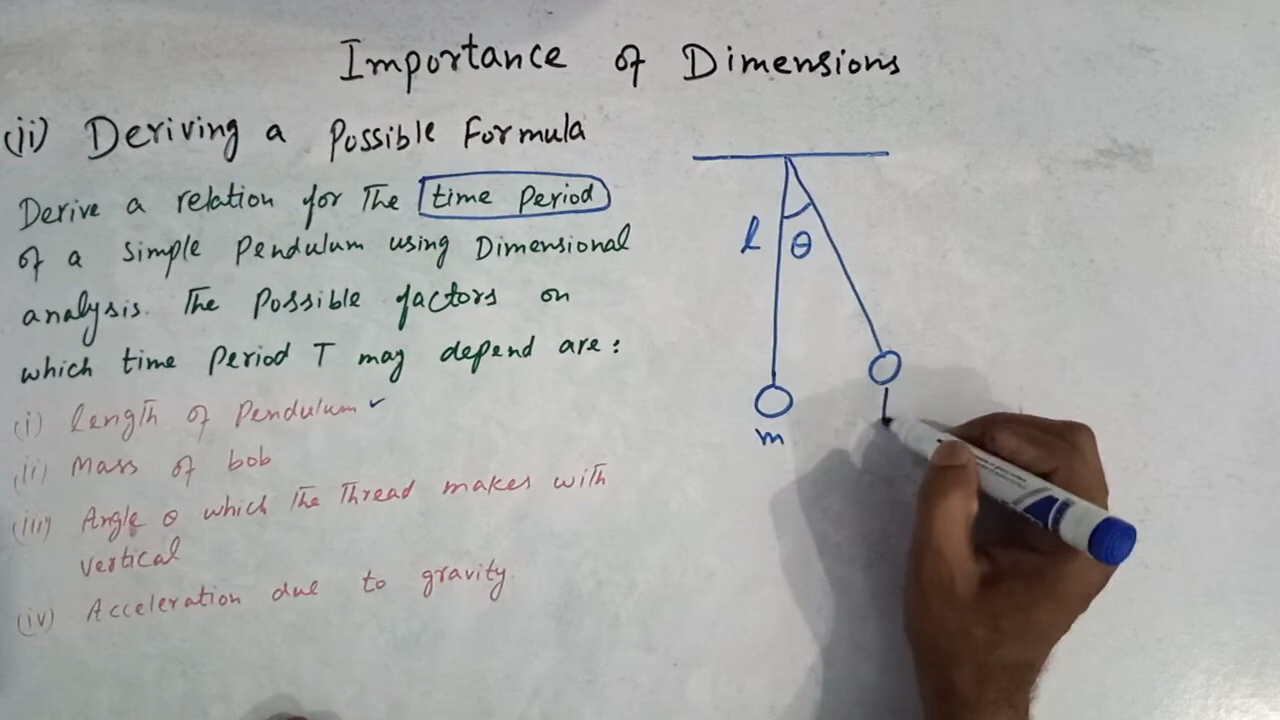 Importance of Dimensions
(ii) Deriving a Possible Formula
Derive a relation for The time Period
of a Simple Pendulum using Dimensional
analysis. The Possible factors on
which time Period T may depend are:
(i) Length of Pendulum ✓
(ii) Mass of bob
(iii) Angle θ which The Thread makes with
vertical
(iv) Acceleration due to gravity.
l
θ
m